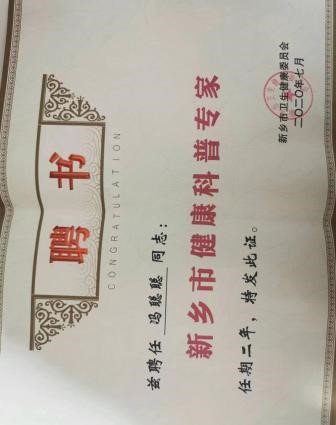 聘书
CONGRATULATION
兹聘任 冯聪聪 同志：
新乡市健康科普专家
任期二年，特发此证。
新乡市卫生健康委员会
二〇二〇年七月